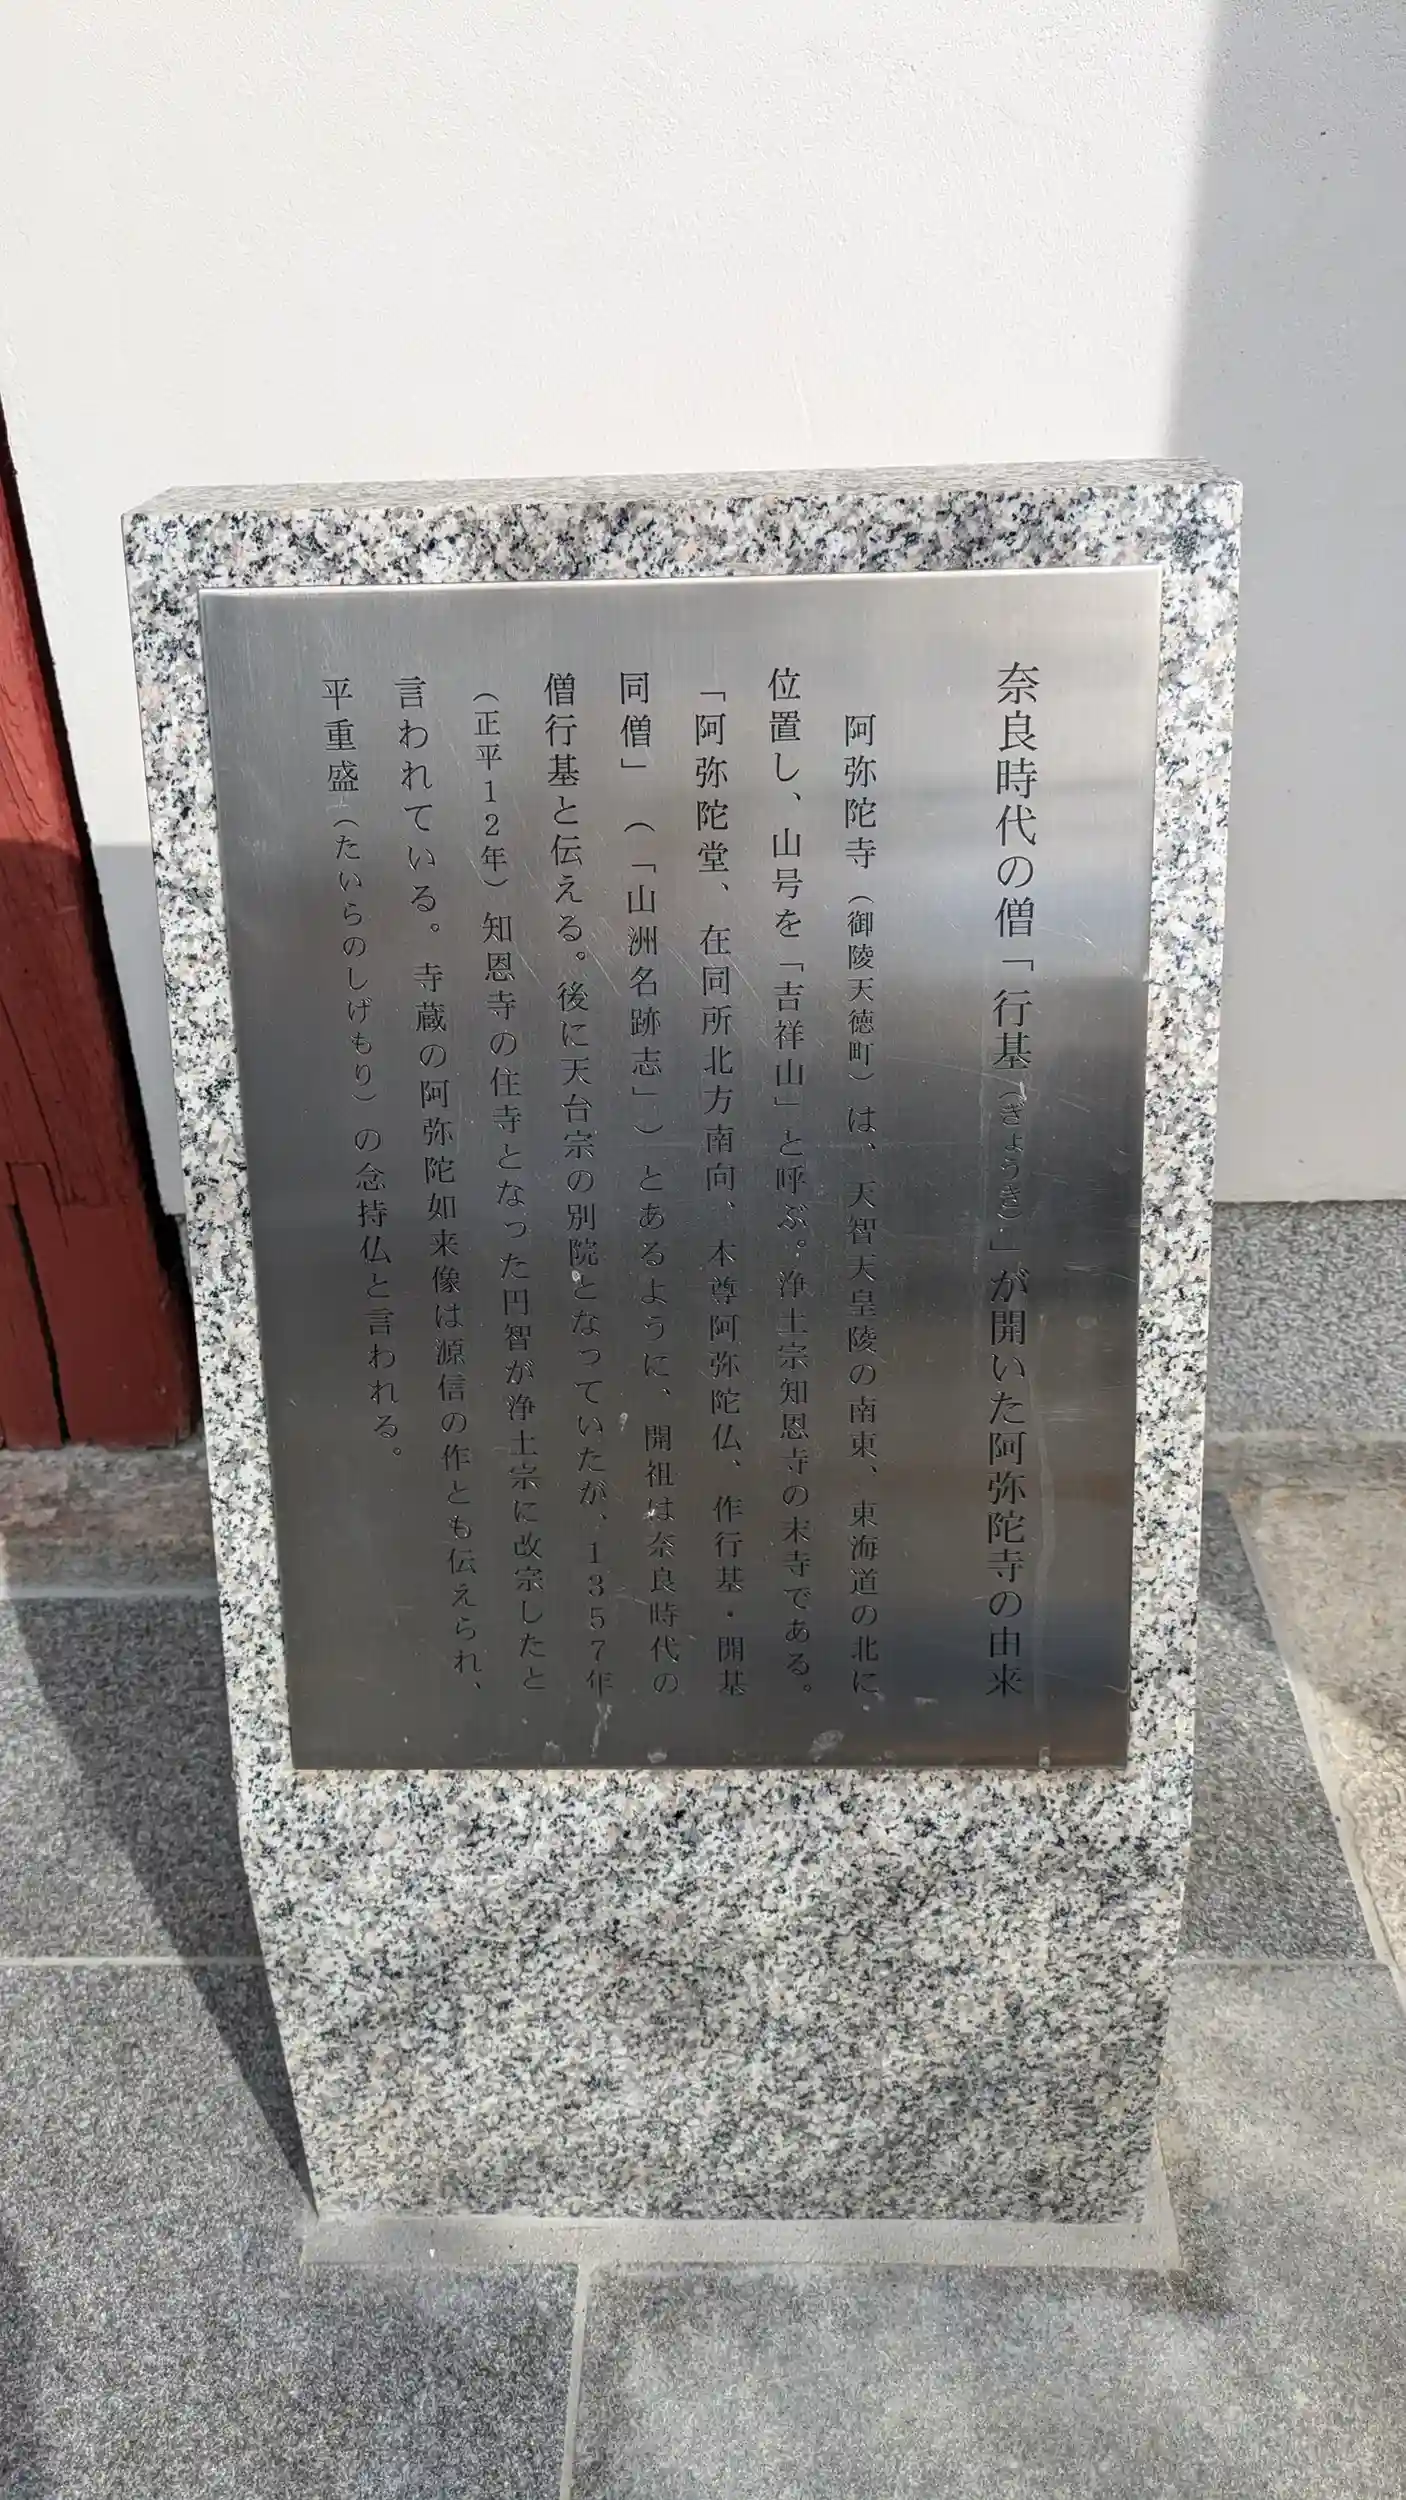 奈良時代の僧「行基（ぎょうき）」が開いた阿弥陀寺の由来
阿弥陀寺（御陵天徳町）は、天智天皇陵の南東、東海道の北に
位置し、山号を「吉祥山」と呼ぶ。浄土宗知恩寺の末寺である。
「阿弥陀堂、在同所北方南向、本尊阿弥陀仏、作行基・開基
同僧」（「山洲名跡志」）とあるように、開祖は奈良時代の
僧行基と伝える。後に天台宗の別院となっていたが、1357年
（正平12年）知恩寺の住寺となった円智が浄土宗に改宗したと
言われている。寺蔵の阿弥陀如来像は源信の作とも伝えられ、
平重盛（たいらのしげもり）の念持仏と言われる。